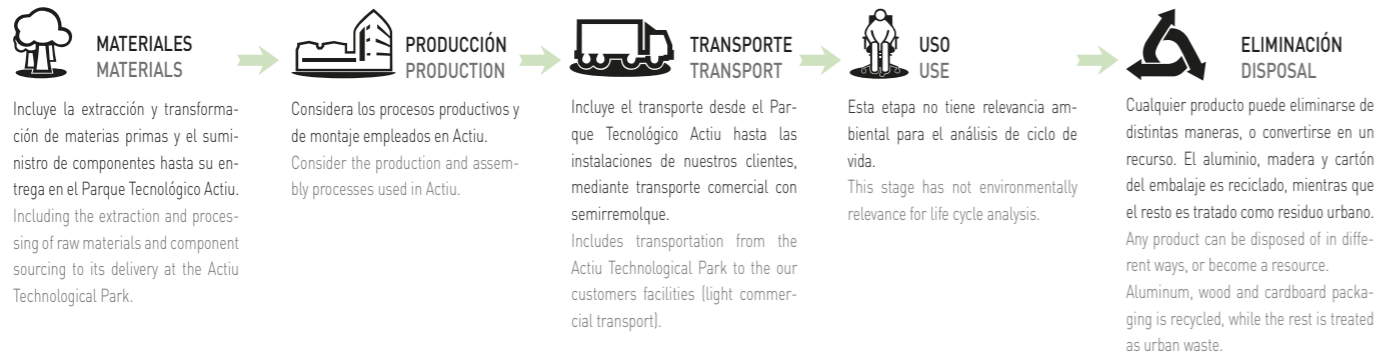 MATERIALES
MATERIALS
Incluye la extracción y transforma-
ción de materias primas y el sumi-
nistro de componentes hasta su en-
trega en el Parque Tecnológico Actiu.
Including the extraction and proces-
sing of raw materials and component
sourcing to its delivery at the Actiu
Technological Park.
PRODUCCIÓN
PRODUCTION
Considera los procesos productivos y
de montaje empleados en Actiu.
Consider the production and assem-
bly processes used in Actiu.
TRANSPORTE
TRANSPORT
Incluye el transporte desde el Par-
que Tecnológico Actiu hasta las
instalaciones de nuestros clientes,
mediante transporte comercial con
semirremolque.
Includes transportation from the
Actiu Technological Park to the our
customers facilities (light commer-
cial transport).
USO
USE
Esta etapa no tiene relevancia am-
biental para el análisis de ciclo de
vida.
This stage has not environmentally
relevance for life cycle analysis.
ELIMINACIÓN
DISPOSAL
Cualquier producto puede eliminarse de
distintas maneras, o convertirse en un
recurso. El aluminio, madera y cartón
del embalaje es reciclado, mientras que
el resto es tratado como residuo urbano.
Any product can be disposed of in diffe-
rent ways, or become a resource.
Aluminum, wood and cardboard packa-
ging is recycled, while the rest is treated
as urban waste.